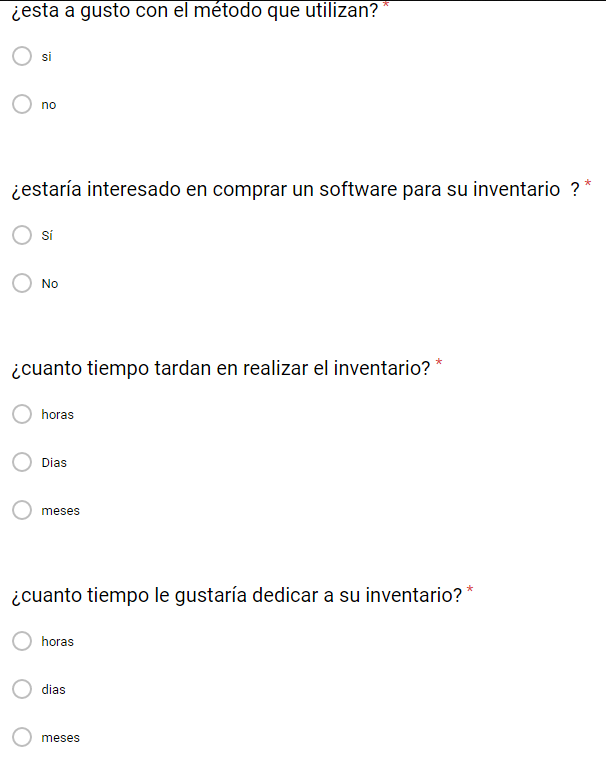 ¿esta a gusto con el método que utilizan? *
si
no
¿estaría interesado en comprar un software para su inventario  ? *
Sí
No
¿cuanto tiempo tardan en realizar el inventario? *
horas
Dias
meses
¿cuanto tiempo le gustaría dedicar a su inventario? *
horas
dias
meses